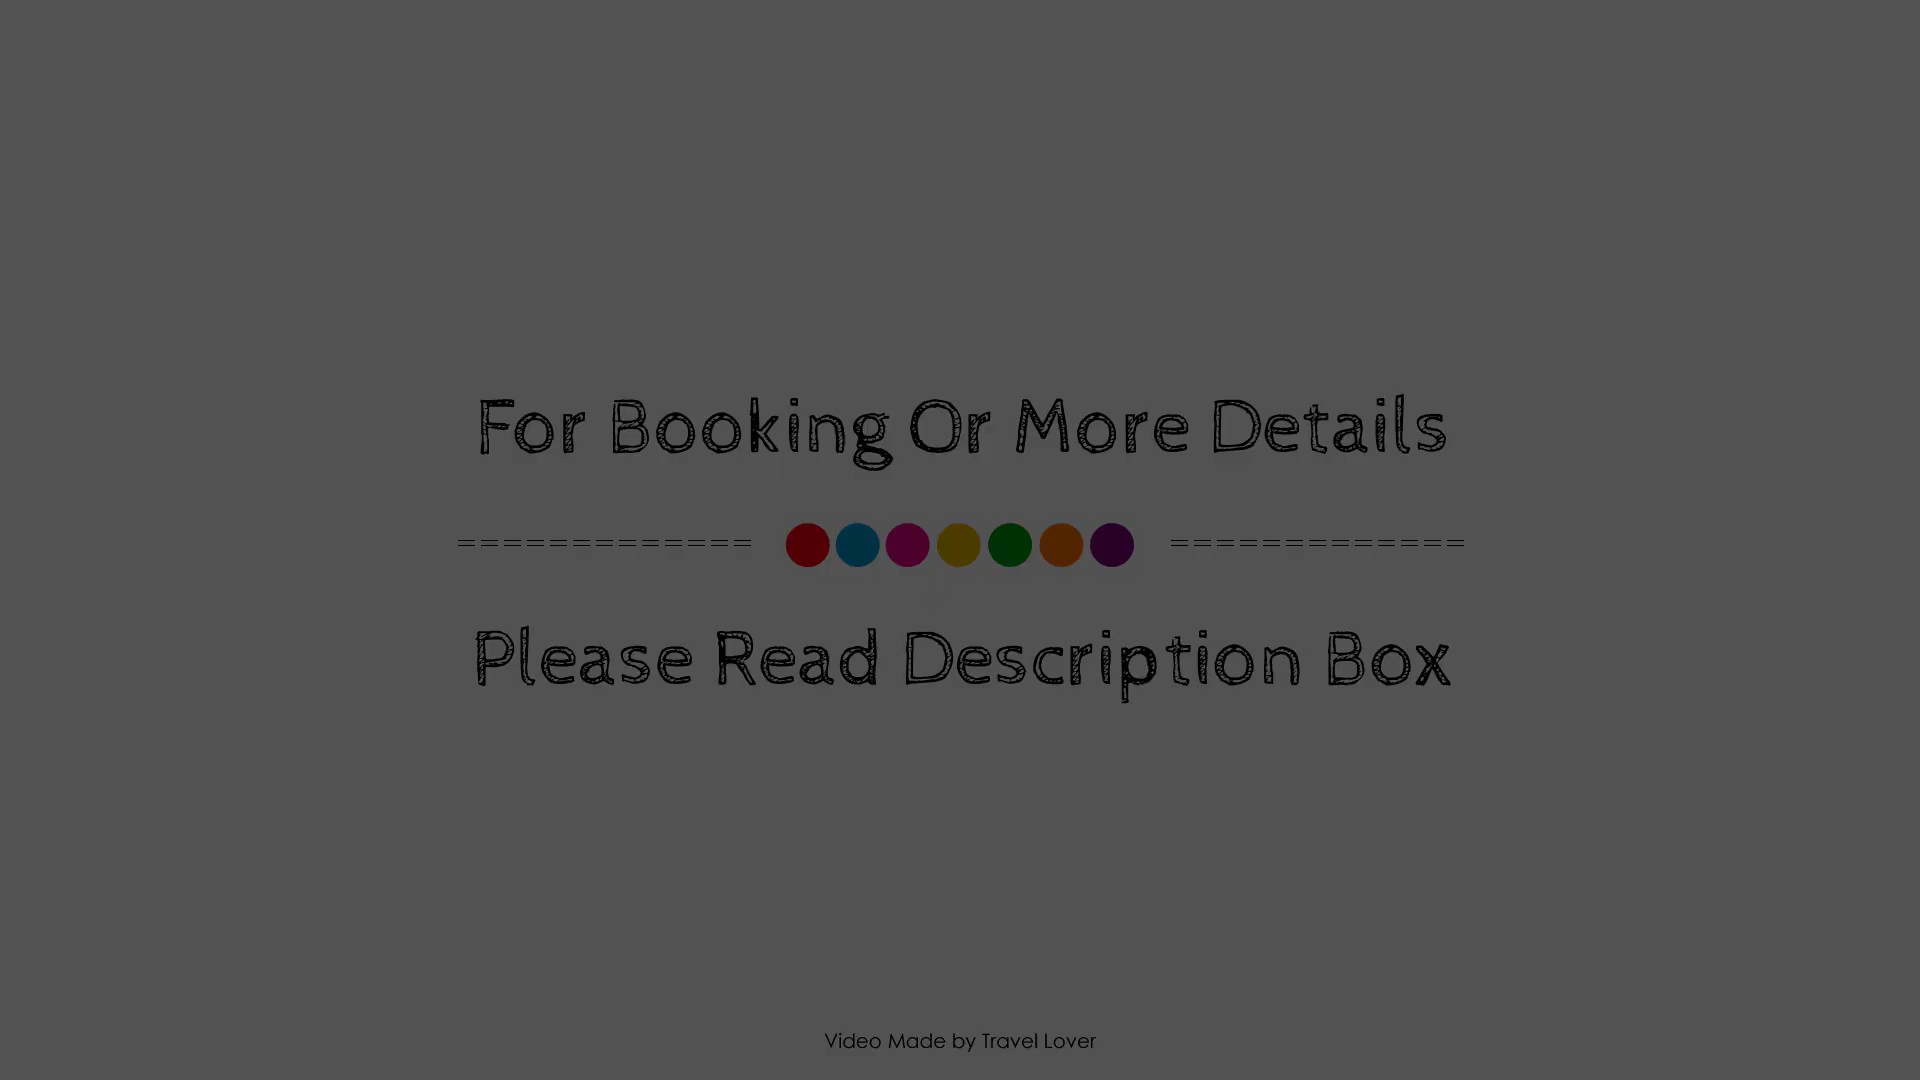 For Booking Or More Details
============= =============
Please Read Description Box
Video Made by Travel Lover